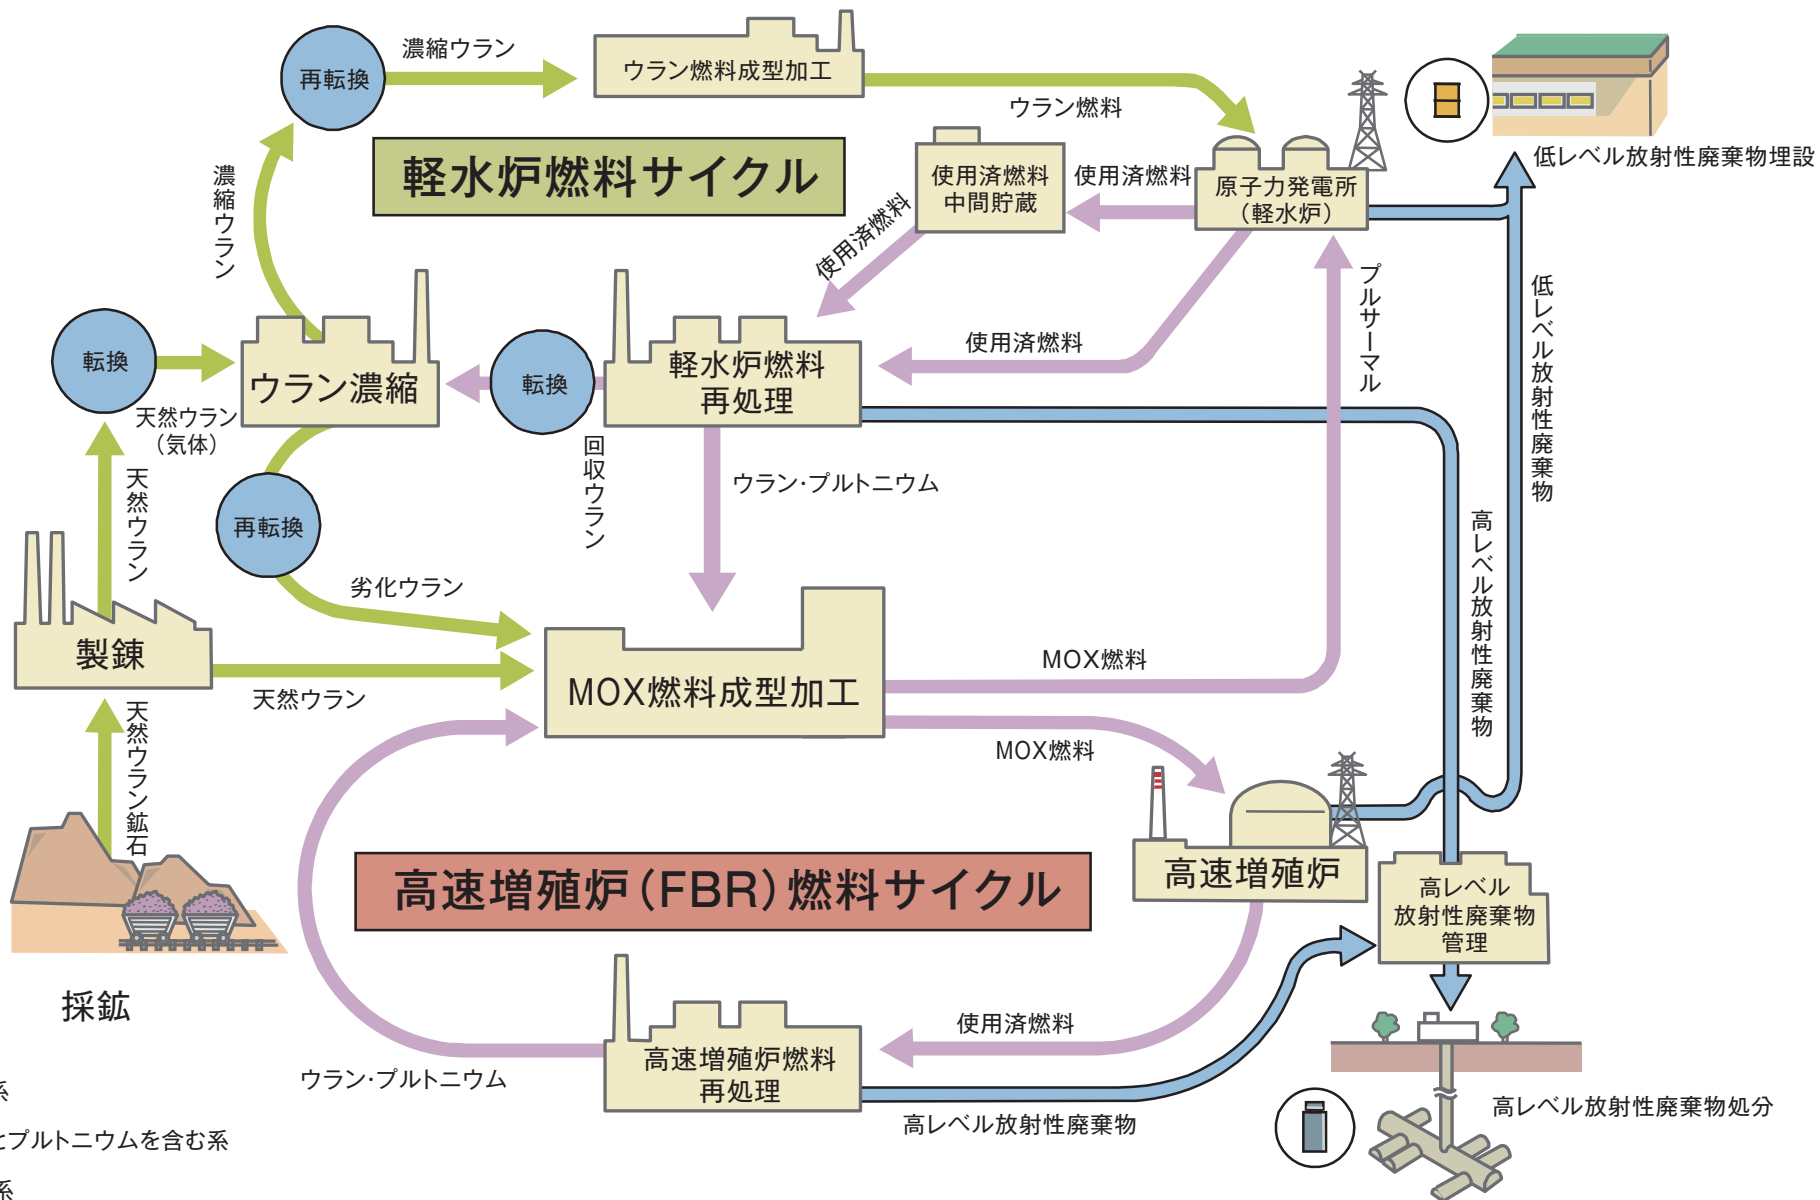 濃縮ウラン
再転換
ウラン燃料成型加工
ウラン燃料
軽水炉燃料サイクル
濃縮ウラン
使用済燃料
中間貯蔵
使用済燃料
使用済燃料
原子力発電所
(軽水炉)
低レベル放射性廃棄物埋設
転換
天然ウラン
(気体)
ウラン濃縮
転換
回収ウラン
軽水炉燃料
再処理
使用済燃料
プルサーマル
低レベル放射性廃棄物
高レベル放射性廃棄物
天然ウラン
再転換
ウラン・プルトニウム
劣化ウラン
製錬
天然ウラン
MOX燃料成型加工
MOX燃料
MOX燃料
天然ウラン鉱石
高速増殖炉(FBR)燃料サイクル
高速増殖炉
高レベル
放射性廃棄物
管理
採鉱
使用済燃料
高速増殖炉燃料
再処理
ウラン・プルトニウム
高レベル放射性廃棄物
高レベル放射性廃棄物処分
系
プルトニウムを含む系
系